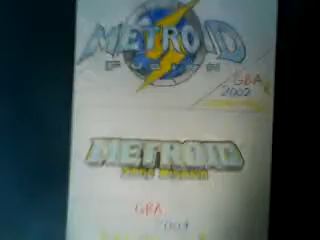 METROID
FUSION
GBA
2002
METROID
ZERO MISSION
GBA
2004